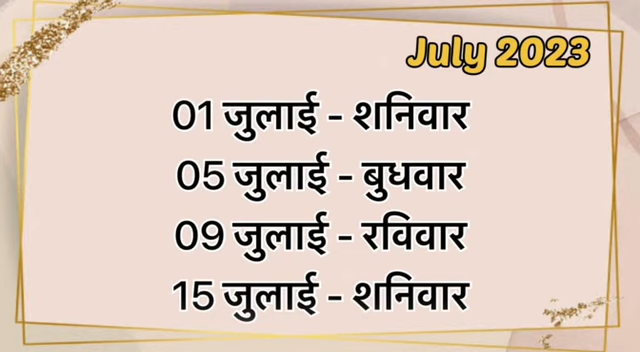 July 2023
01 जुलाई - शनिवार
05 जुलाई - बुधवार
09 जुलाई - रविवार
15 जुलाई - शनिवार